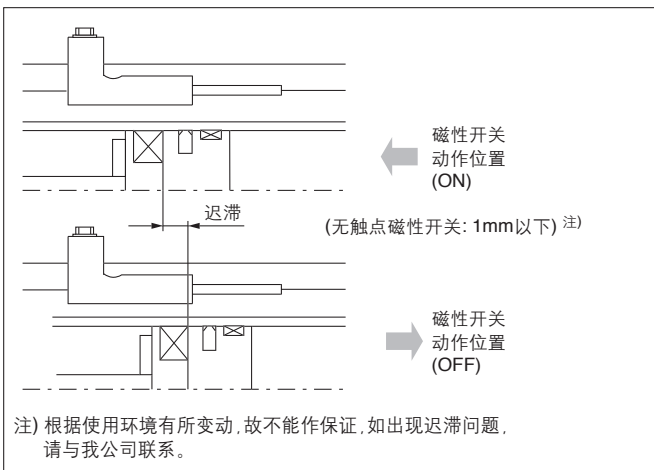 磁性开关
动作位置
(ON)
迟滞
(无触点磁性开关: 1mm以下) 注)
磁性开关
动作位置
(OFF)
注) 根据使用环境有所变动,故不能作保证,如出现迟滞问题,
请与我公司联系。